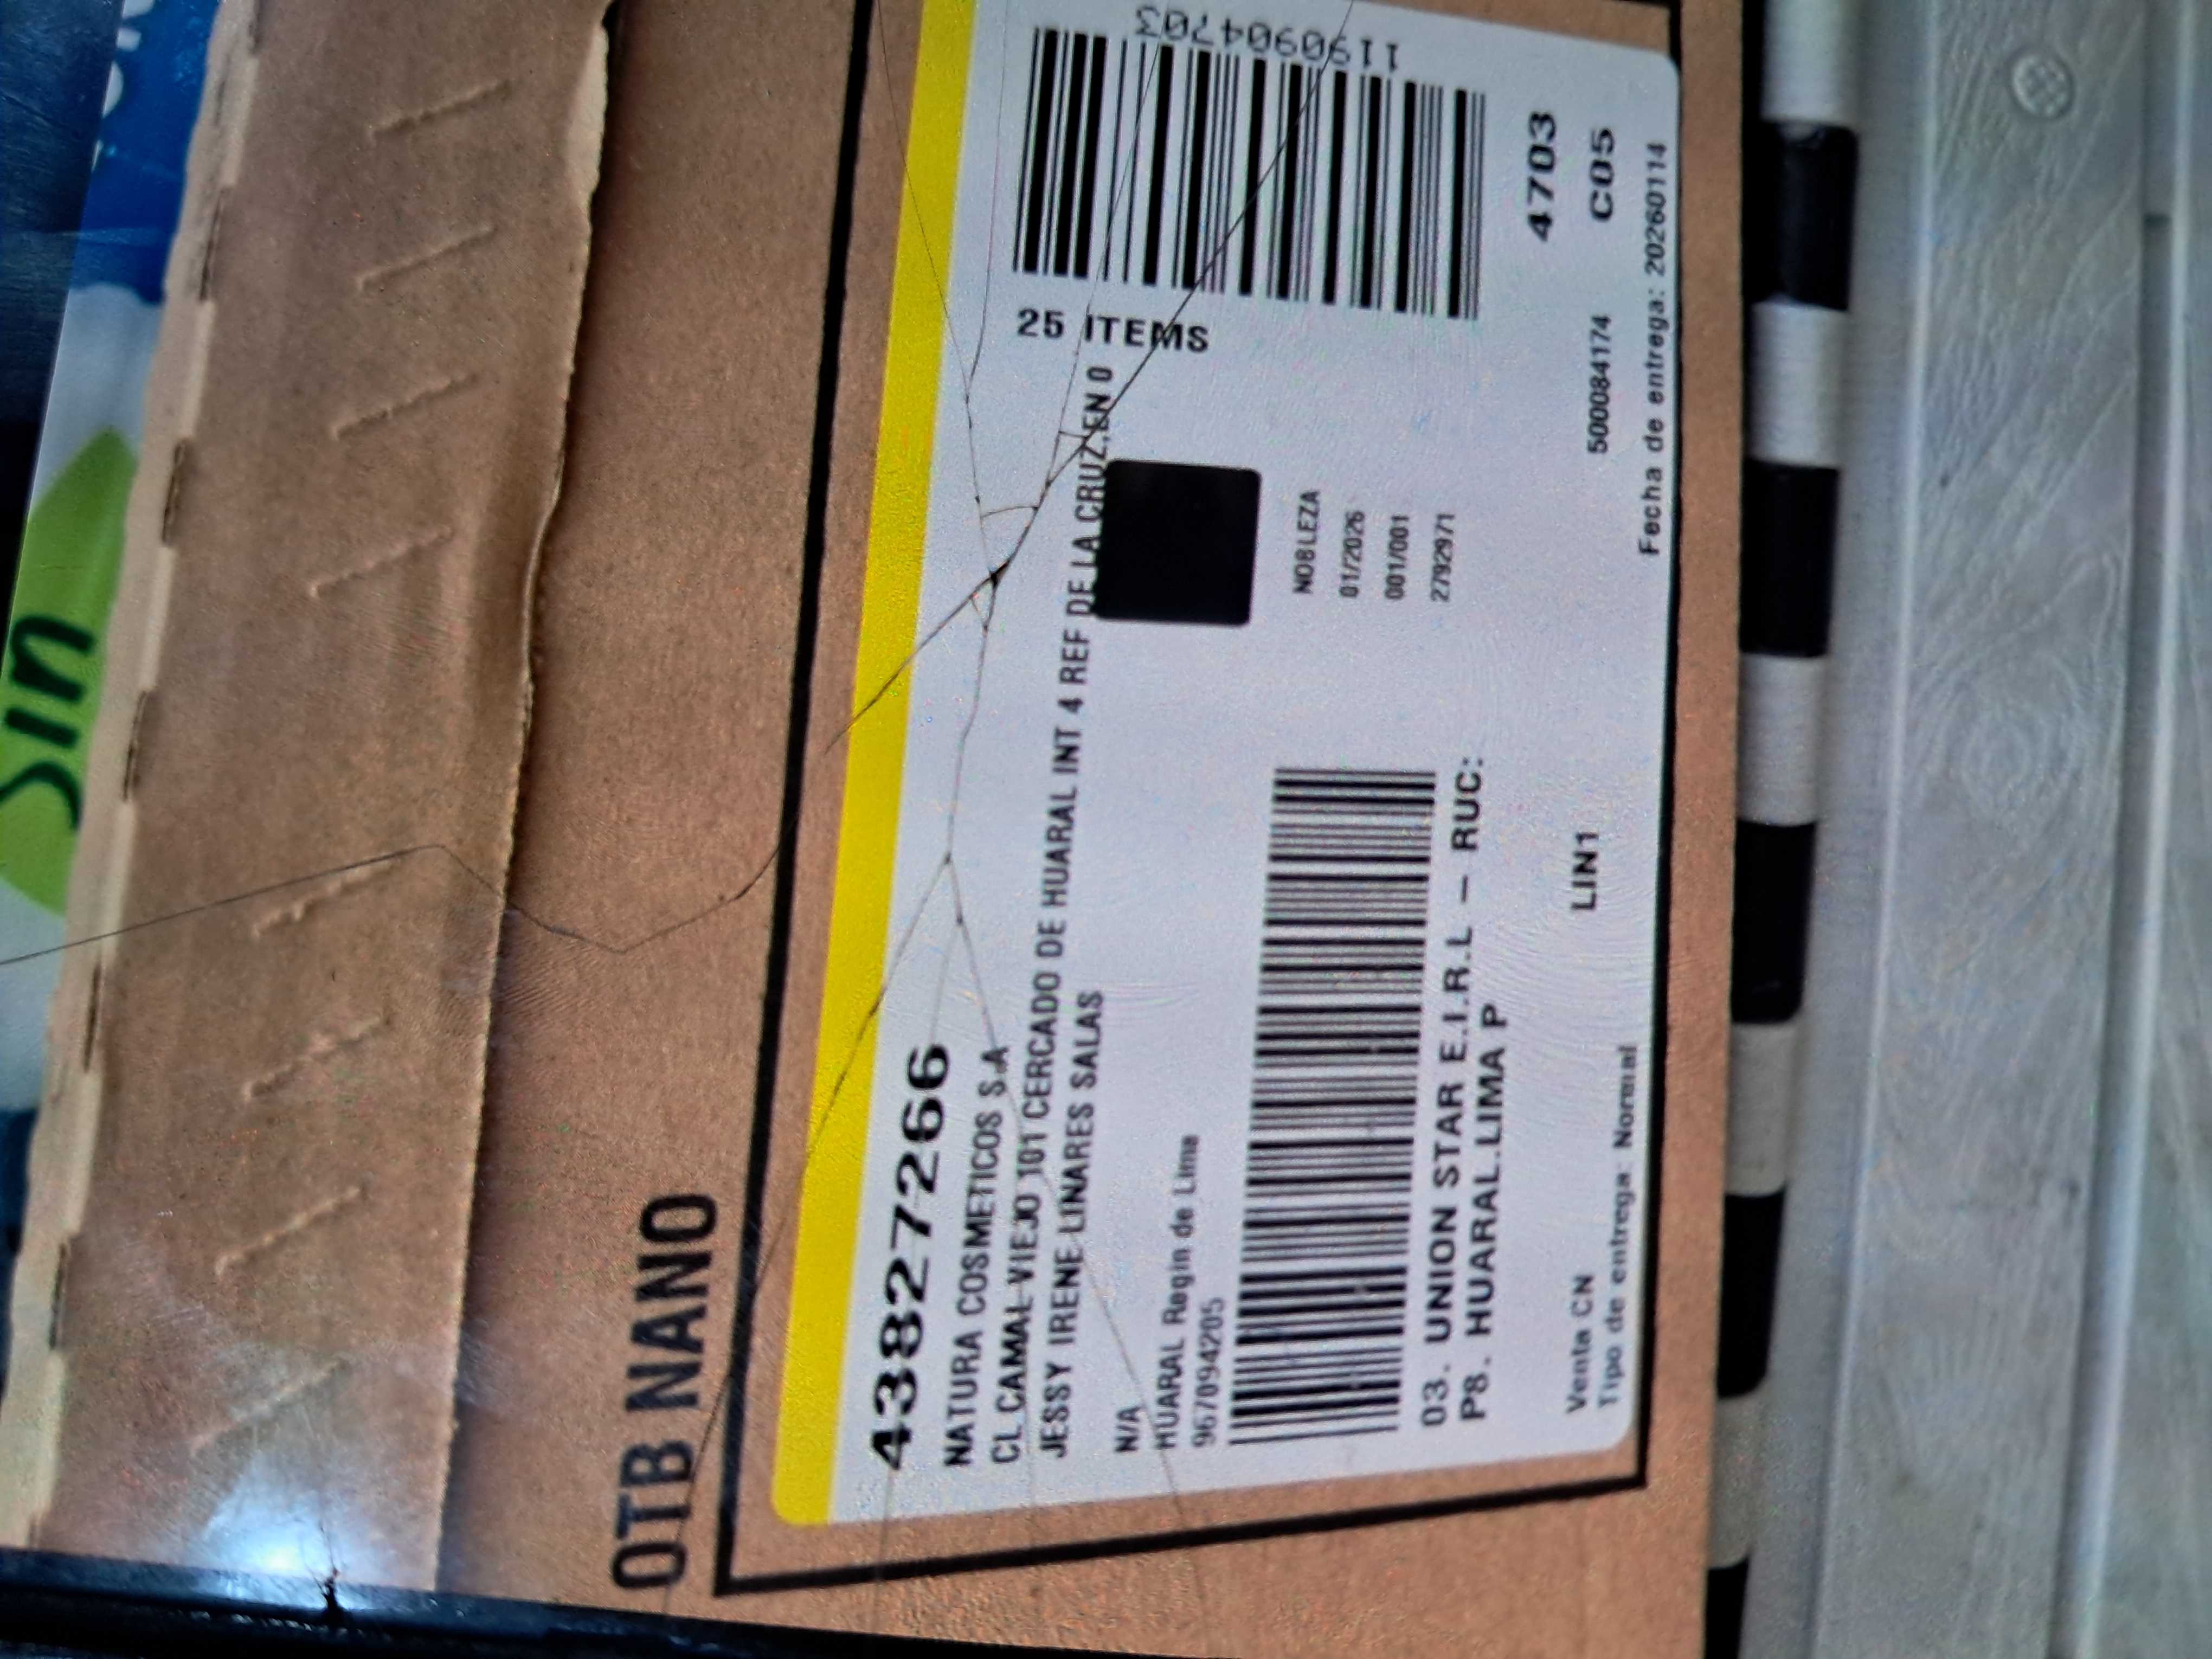 sin
OTB NANO
43827266
NATURA COSMETICOS S.A
CL.CAMAL VIEJO 101 CERCADO DE HUARAL INT 4 REF DE LA CRUZ,EN 0
JESSY IRENE LINARES SALAS
N/A
HUARAL Regin de Lima
967094205
25 ITEMS
1190904703
NOBLEZA
01/2026
001/001
2792971
03. UNION STAR E.I.R.L - RUC:
P8. HUARAL.LIMA P
4703
Venta CN
LIN1
500084174
C05
Tipo de entrega: Normal
Fecha de entrega: 20260114